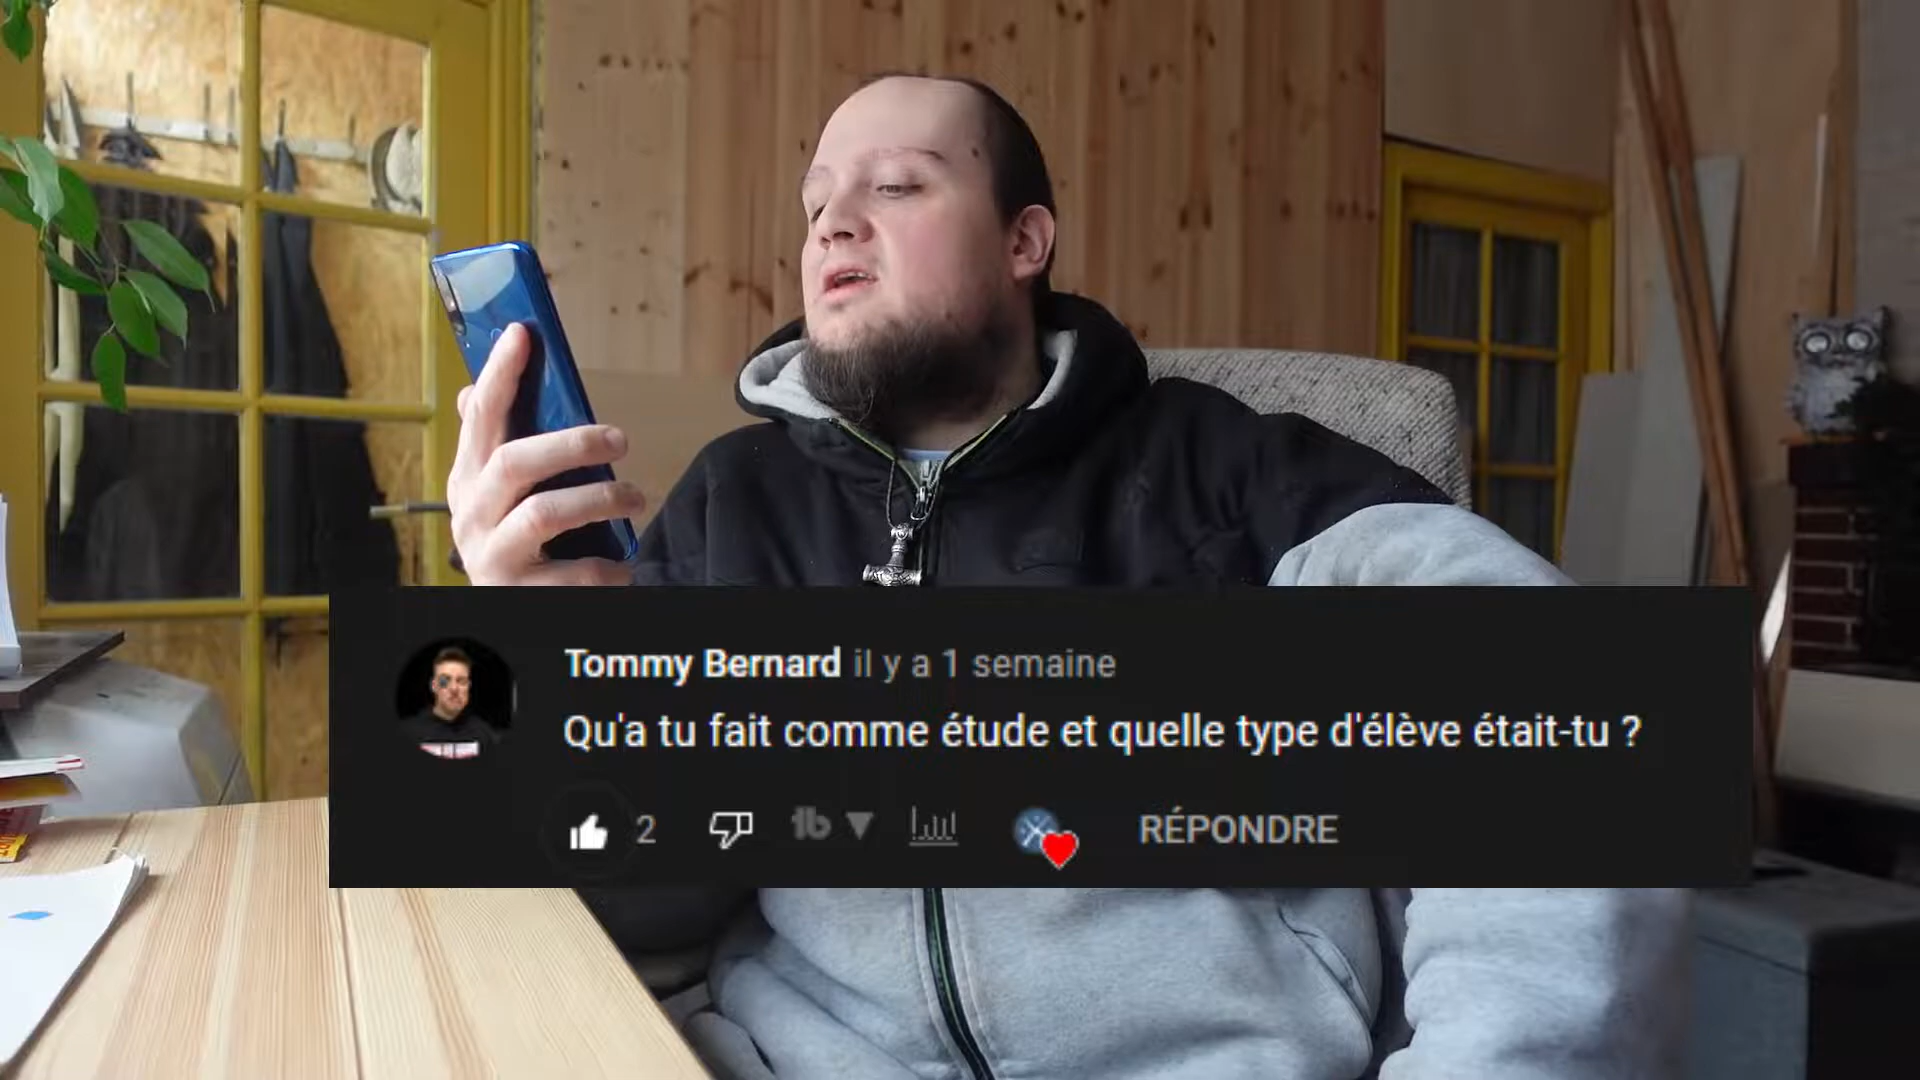 Tommy Bernard il y a 1 semaine
Qu'a tu fait comme étude et quelle type d'élève était-tu ?
2
RÉPONDRE